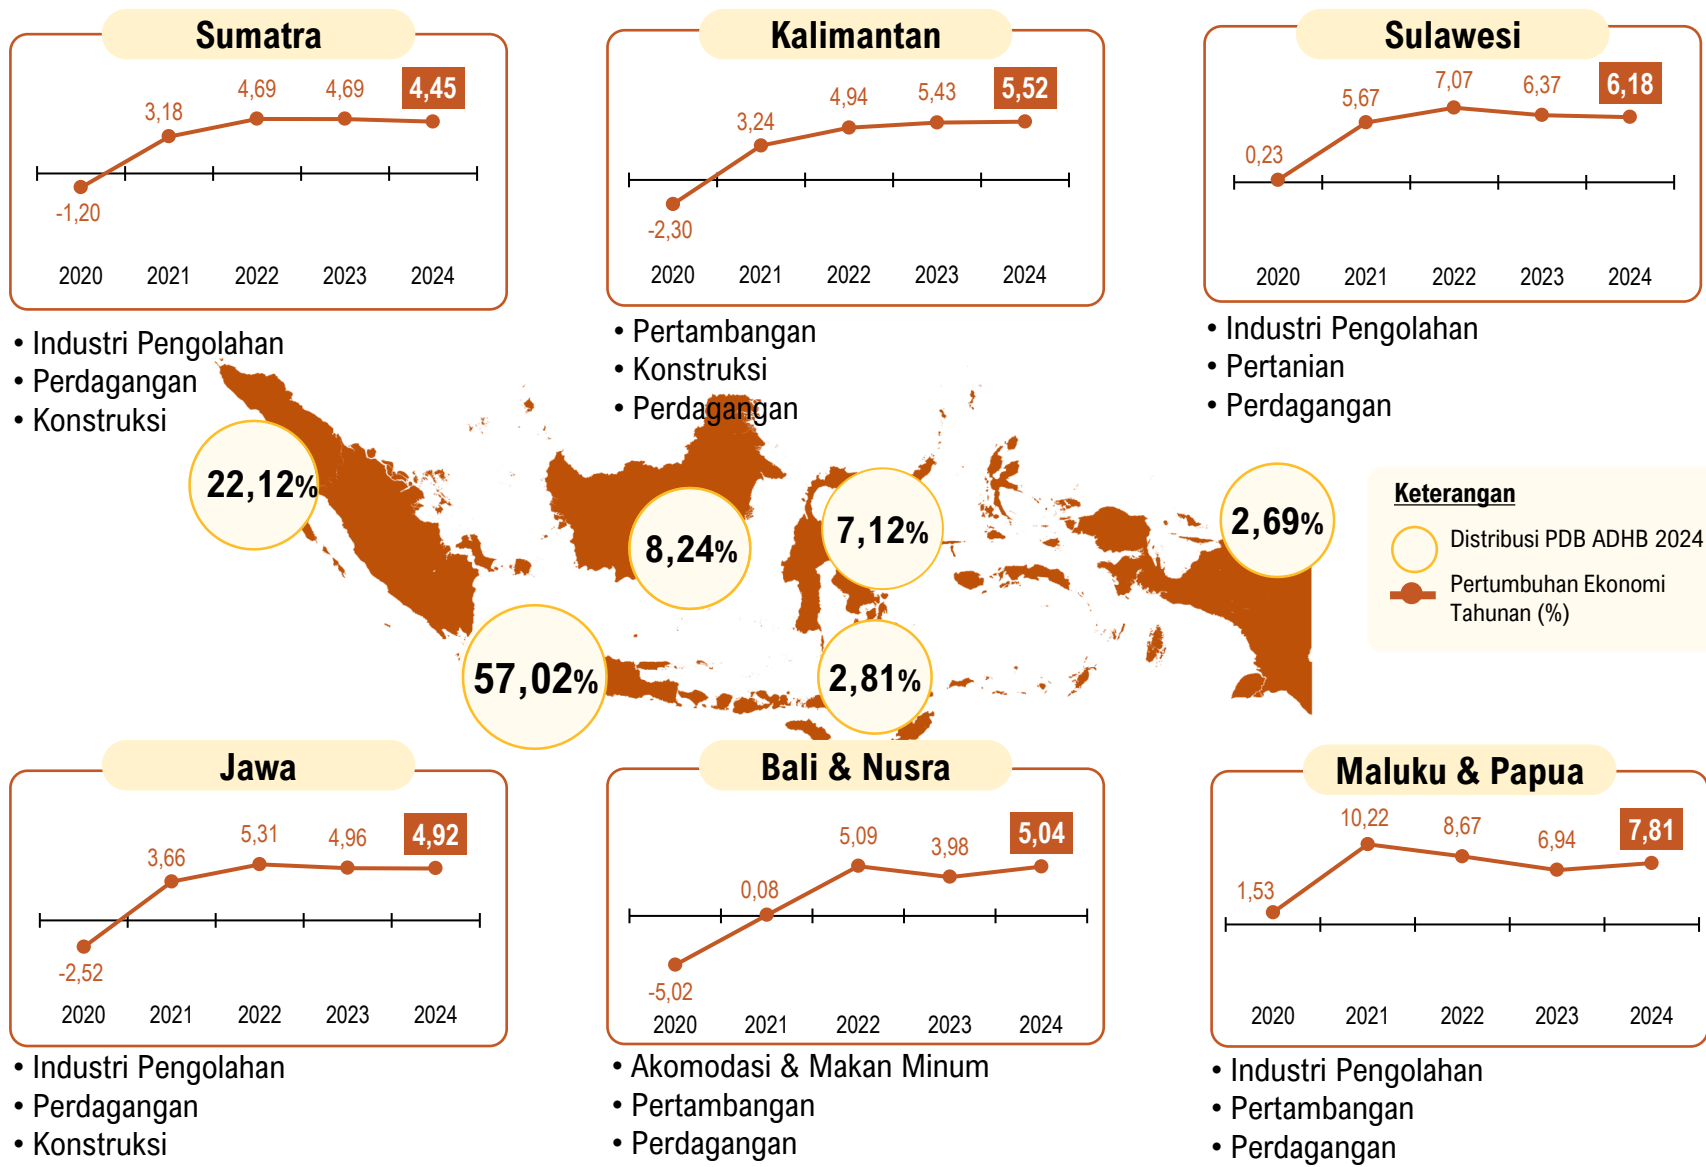 Sumatra
3,18
4,69
4,69
4,45
-1,20
2020 2021 2022 2023 2024
• Industri Pengolahan
• Perdagangan
• Konstruksi
Kalimantan
3,24
4,94
5,43
5,52
-2,30
2020 2021 2022 2023 2024
• Pertambangan
• Konstruksi
• Perdagangan
Sulawesi
0,23
5,67
7,07
6,37
6,18
2020 2021 2022 2023 2024
• Industri Pengolahan
• Pertanian
• Perdagangan
22,12%
8,24%
7,12%
2,69%
57,02%
2,81%
Keterangan
Distribusi PDB ADHB 2024
Pertumbuhan Ekonomi
Tahunan (%)
Jawa
3,66
5,31
4,96
4,92
-2,52
2020 2021 2022 2023 2024
• Industri Pengolahan
• Perdagangan
• Konstruksi
Bali & Nusra
0,08
5,09
3,98
5,04
-5,02
2020 2021 2022 2023 2024
• Akomodasi & Makan Minum
• Pertambangan
• Perdagangan
Maluku & Papua
1,53
10,22
8,67
6,94
7,81
2020 2021 2022 2023 2024
• Industri Pengolahan
• Pertambangan
• Perdagangan